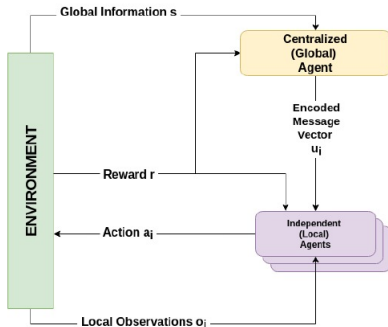 Global Information s
Centralized
(Global)
Agent
Encoded
Message
Vector
uᵢ
ENVIRONMENT
Reward r
Independent
(Local)
Agents
Action aᵢ
Local Observations oᵢ